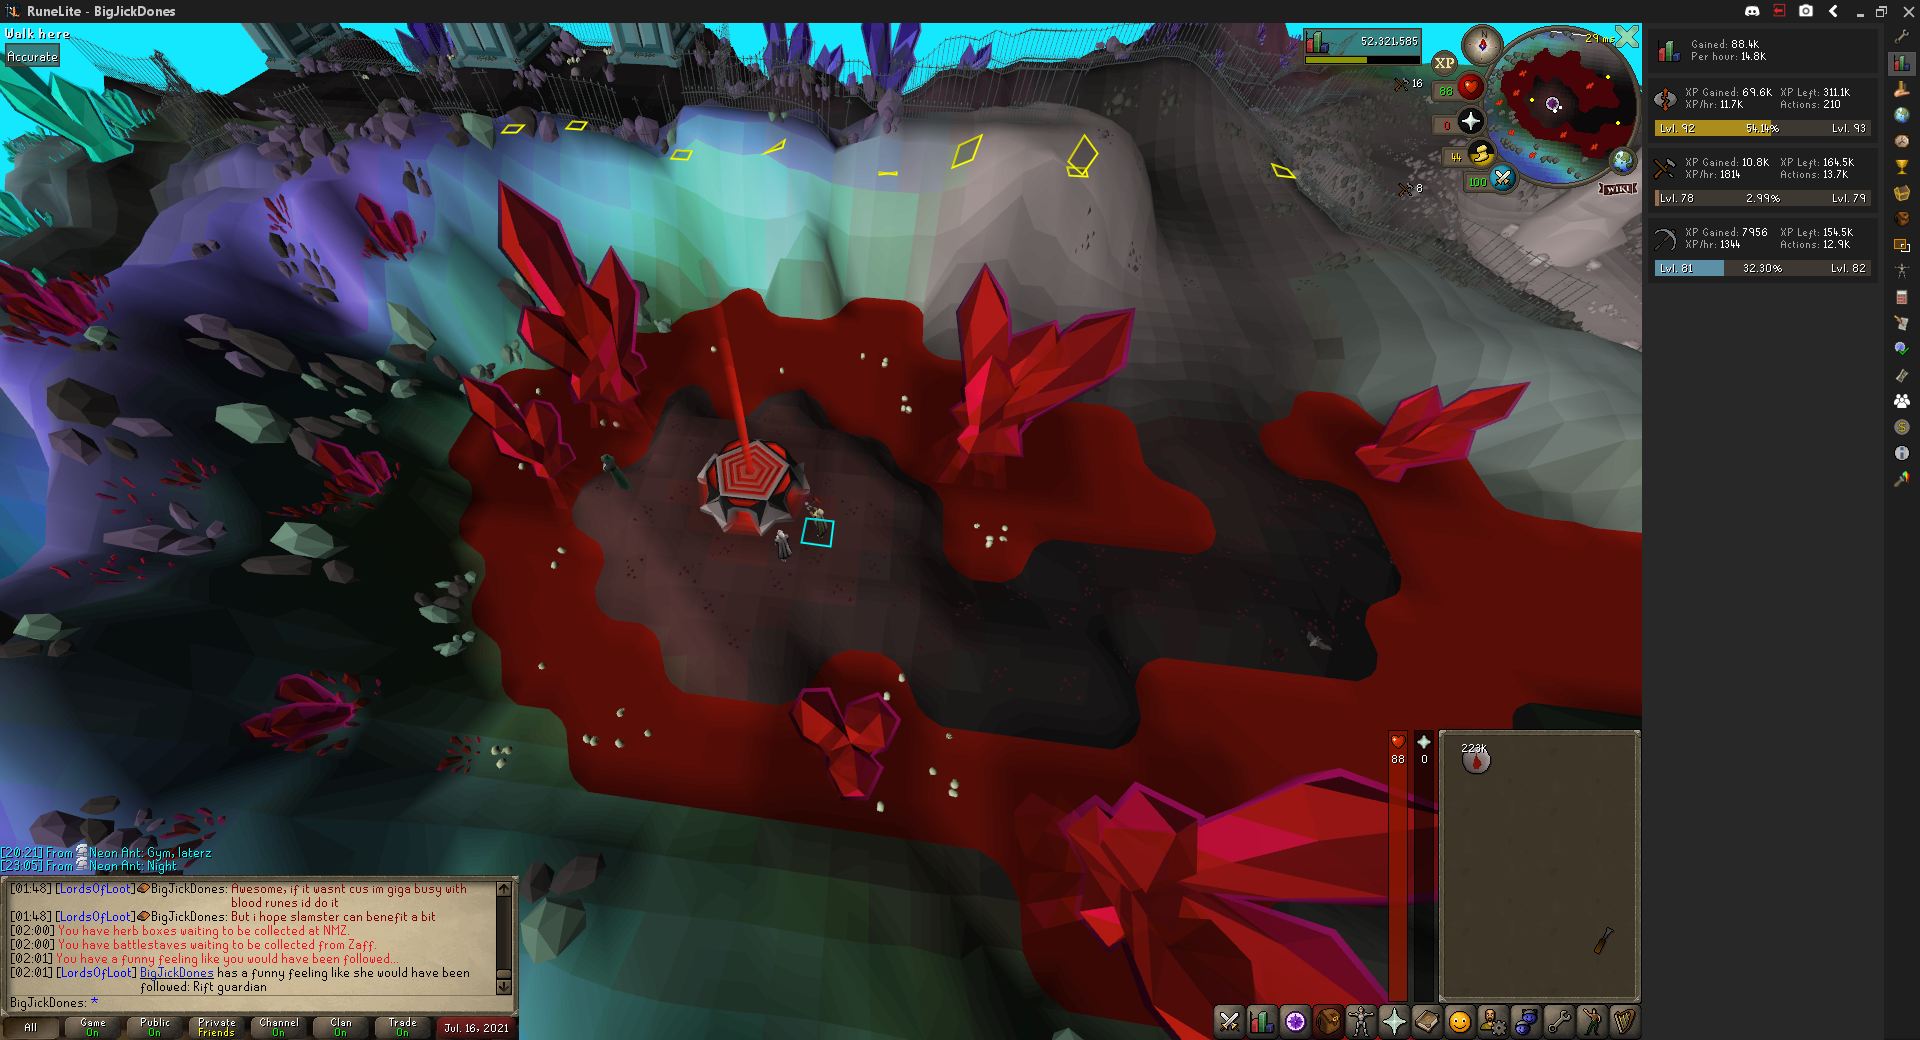 RuneLite - BigJickDones
Walk here
Accurate
52,321,585
XP
16
8
88
0
44
100
N
29 ms
WIKI
Gained: 88.4K
Per hour: 14.8K
XP Gained: 69.6K XP Left: 311.1K
XP/hr: 11.7K Actions: 210
Lvl. 92 54.14% Lvl. 93
XP Gained: 10.8K XP Left: 164.5K
XP/hr: 1814 Actions: 13.7K
Lvl. 78 2.99% Lvl. 79
XP Gained: 7956 XP Left: 154.5K
XP/hr: 1344 Actions: 12.9K
Lvl. 81 32.30% Lvl. 82
88
0
223K
[20:21] From Neon Ant: Gym, laterz
[23:05] From Neon Ant: Night
[01:48] [LordsOfLoot] BigJickDones: Awesome, if it wasnt cus im giga busy with
blood runes id do it
[01:48] [LordsOfLoot] BigJickDones: But i hope slamster can benefit a bit
[02:00] You have herb boxes waiting to be collected at NMZ.
[02:00] You have battlestaves waiting to be collected from Zaff.
[02:01] You have a funny feeling like you would have been followed...
[02:01] [LordsOfLoot] BigJickDones has a funny feeling like she would have been
followed: Rift guardian
BigJickDones: *
All
Game
On
Public
On
Private
Friends
Channel
On
Clan
On
Trade
On
Jul. 16, 2021